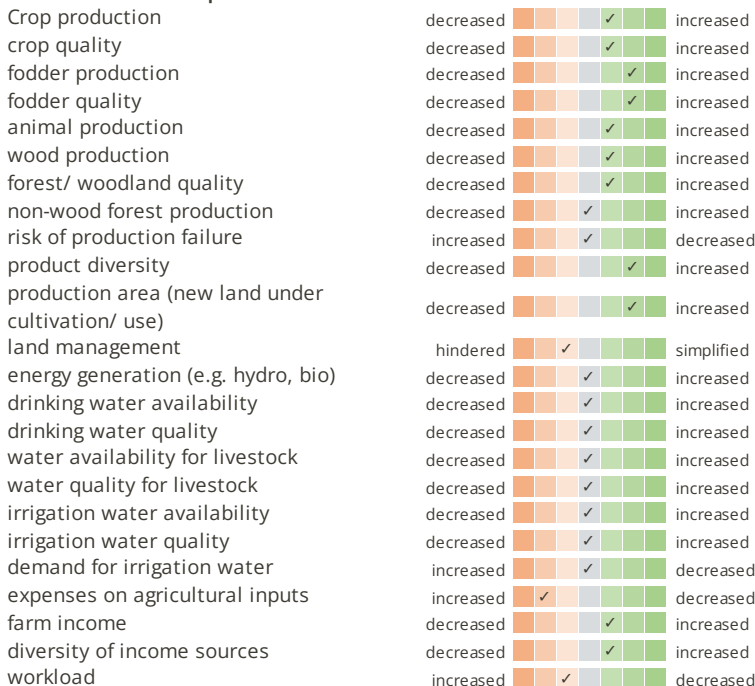 Crop production decreased ✓ increased
crop quality decreased ✓ increased
fodder production decreased ✓ increased
fodder quality decreased ✓ increased
animal production decreased ✓ increased
wood production decreased ✓ increased
forest/ woodland quality decreased ✓ increased
non-wood forest production decreased ✓ increased
risk of production failure increased ✓ decreased
product diversity decreased ✓ increased
production area (new land under
cultivation/ use) decreased ✓ increased
land management hindered ✓ simplified
energy generation (e.g. hydro, bio) decreased ✓ increased
drinking water availability decreased ✓ increased
drinking water quality decreased ✓ increased
water availability for livestock decreased ✓ increased
water quality for livestock decreased ✓ increased
irrigation water availability decreased ✓ increased
irrigation water quality decreased ✓ increased
demand for irrigation water increased ✓ decreased
expenses on agricultural inputs increased ✓ decreased
farm income decreased ✓ increased
diversity of income sources decreased ✓ increased
workload increased ✓ decreased